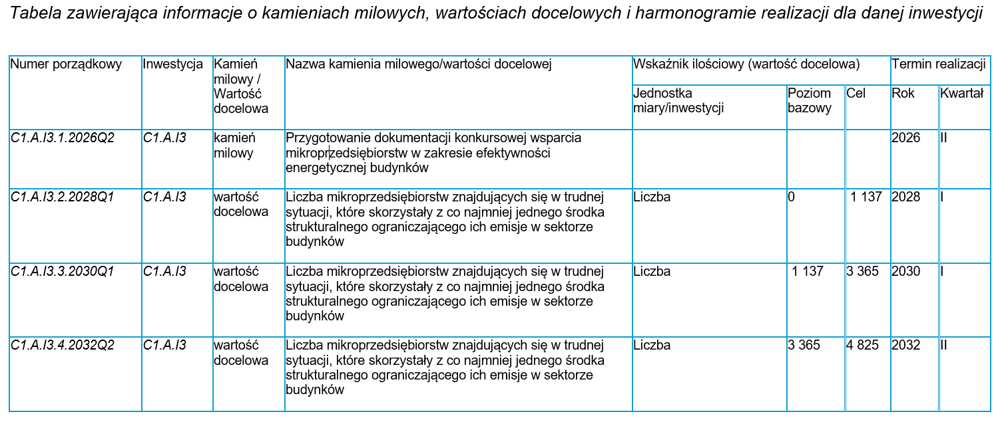 Tabela zawierająca informacje o kamieniach milowych, wartościach docelowych i harmonogramie realizacji dla danej inwestycji
Numer porządkowy Inwestycja Kamień Nazwa kamienia milowego/wartości docelowej Wskaźnik ilościowy (wartość docelowa) Termin realizacji
milowy /
Wartość Jednostka Poziom Cel Rok Kwartał
docelowa miary/inwestycji bazowy
C1.A.I3.1.2026Q2 C1.A.I3 kamień Przygotowanie dokumentacji konkursowej wsparcia 2026 II
milowy mikroprzedsiębiorstw w zakresie efektywności
energetycznej budynków
C1.A.I3.2.2028Q1 C1.A.I3 wartość Liczba mikroprzedsiębiorstw znajdujących się w trudnej Liczba 0 1 137 2028 I
docelowa sytuacji, które skorzystały z co najmniej jednego środka
strukturalnego ograniczającego ich emisje w sektorze
budynków
C1.A.I3.3.2030Q1 C1.A.I3 wartość Liczba mikroprzedsiębiorstw znajdujących się w trudnej Liczba 1 137 3 365 2030 I
docelowa sytuacji, które skorzystały z co najmniej jednego środka
strukturalnego ograniczającego ich emisje w sektorze
budynków
C1.A.I3.4.2032Q2 C1.A.I3 wartość Liczba mikroprzedsiębiorstw znajdujących się w trudnej Liczba 3 365 4 825 2032 II
docelowa sytuacji, które skorzystały z co najmniej jednego środka
strukturalnego ograniczającego ich emisje w sektorze
budynków